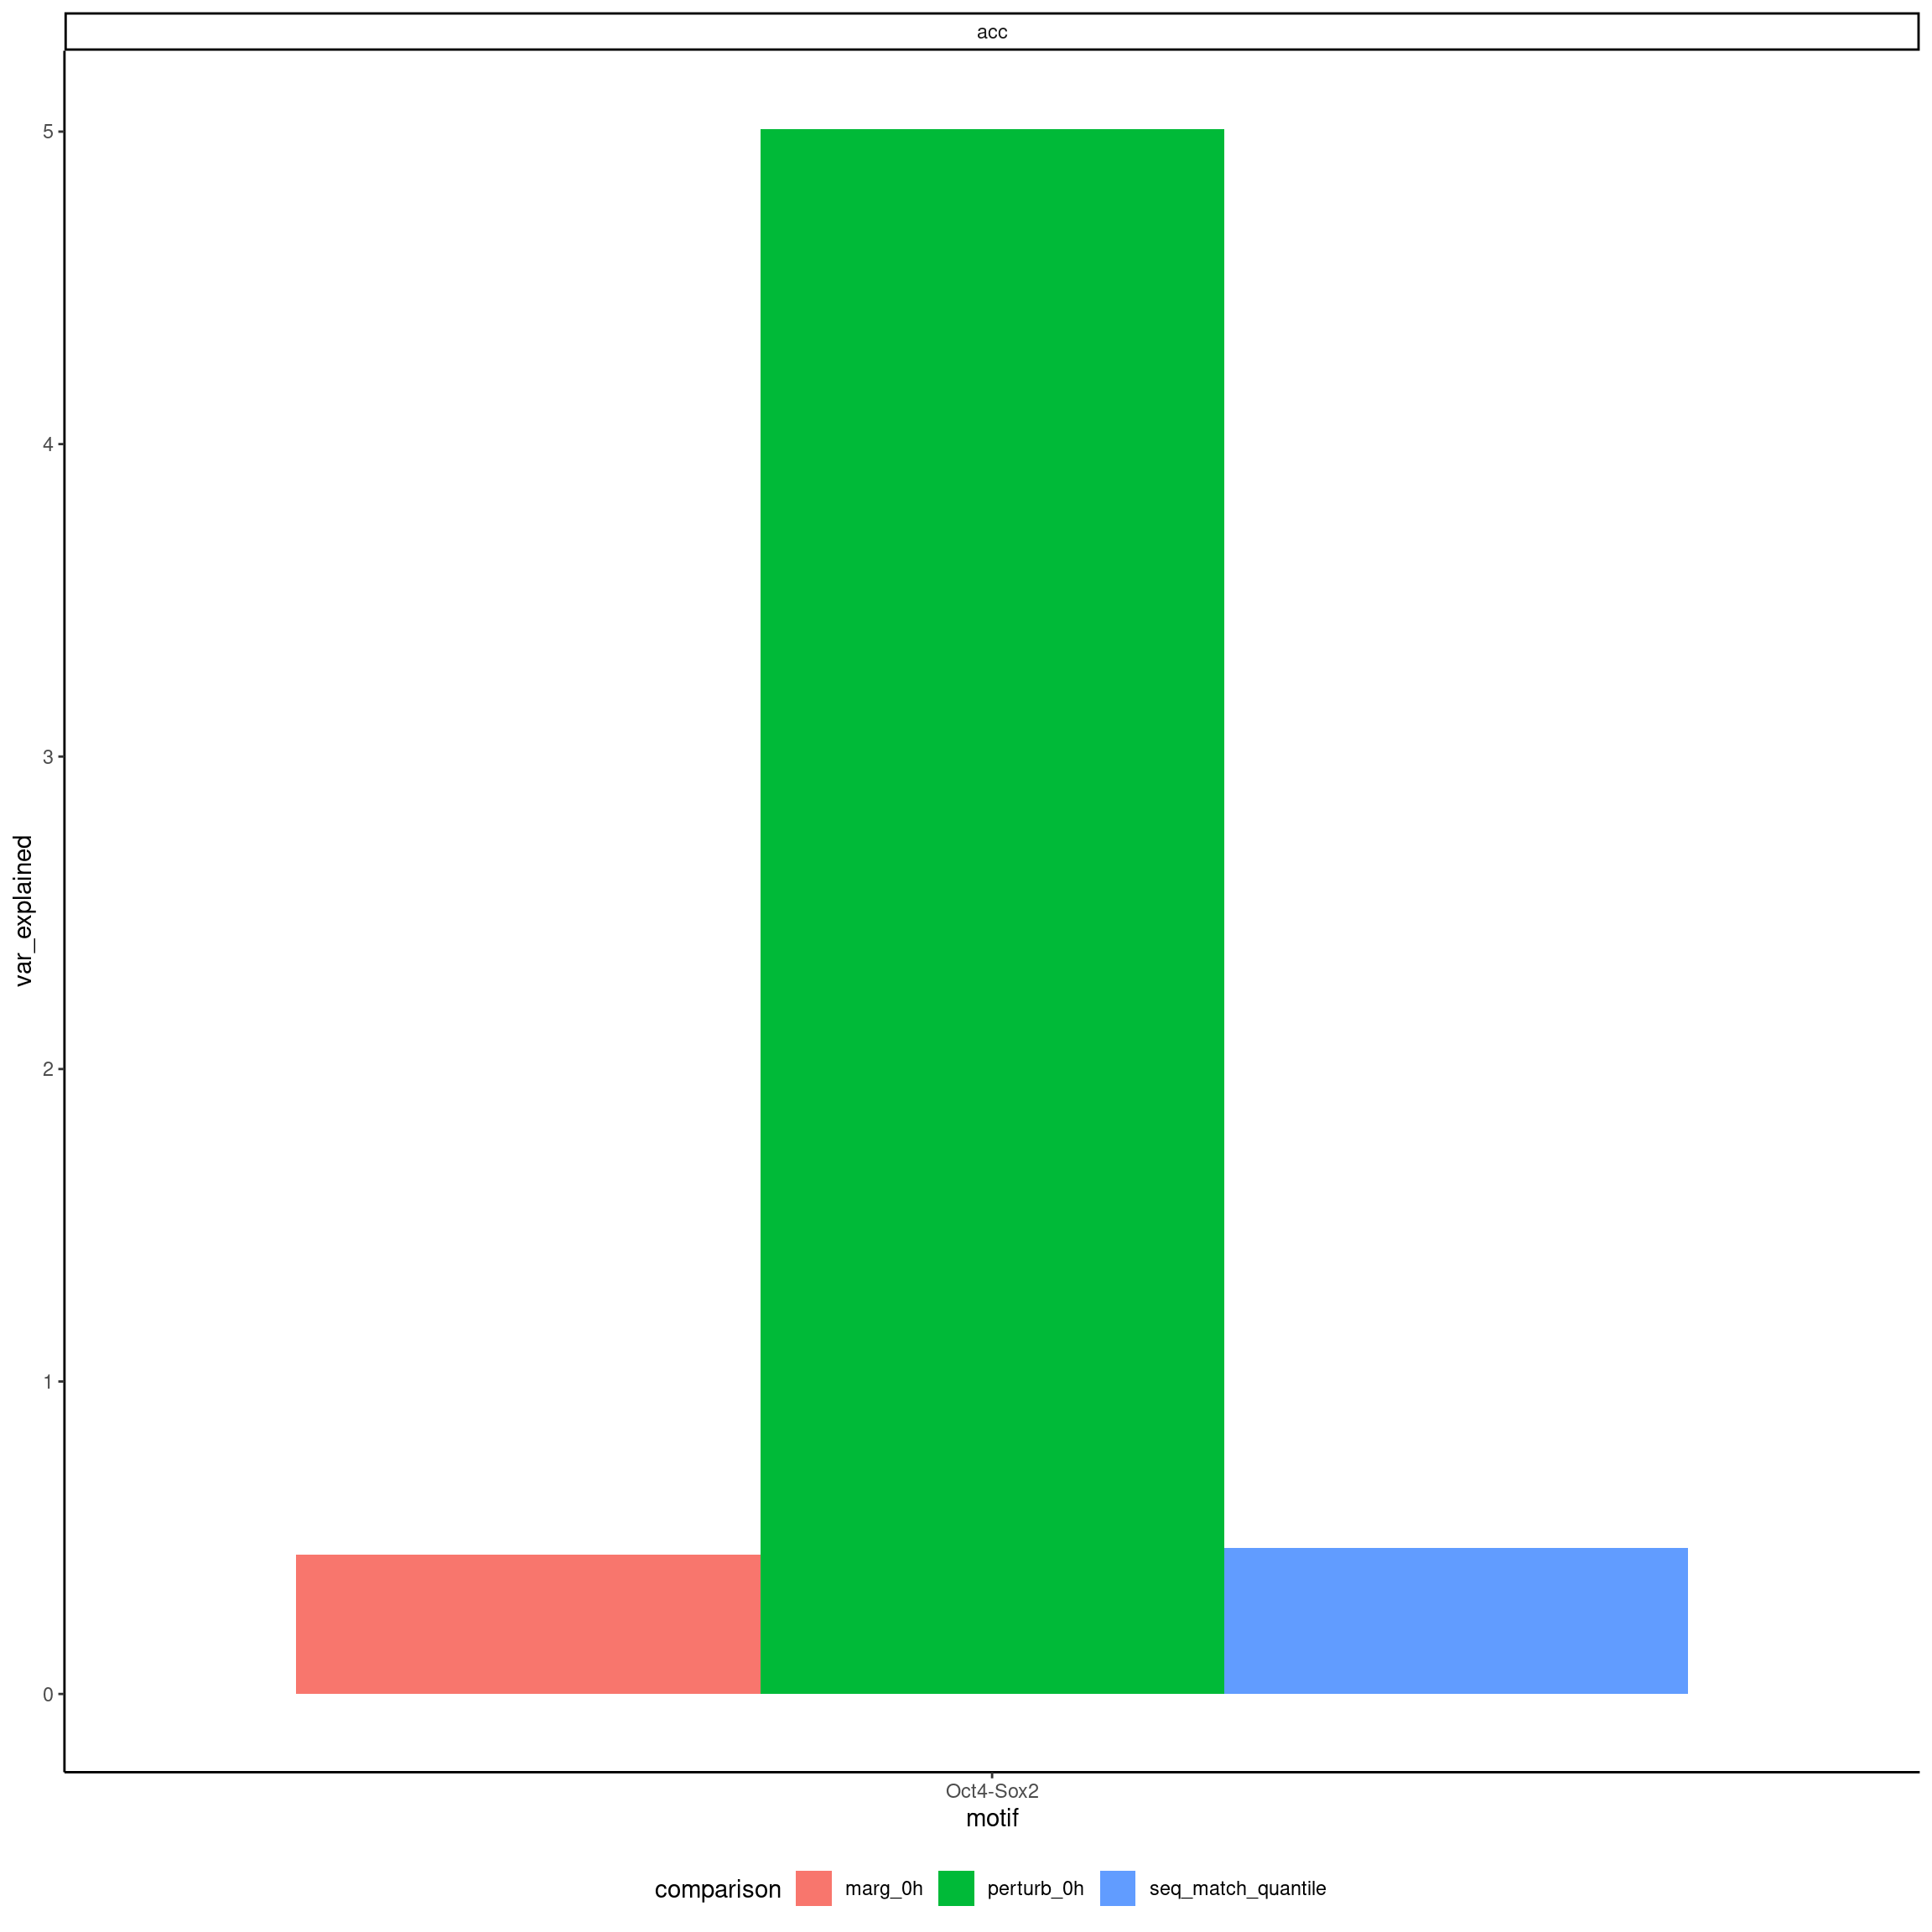 acc
5
4
3
2
1
0
var_explained
Oct4-Sox2
motif
comparison marg_0h perturb_0h seq_match_quantile